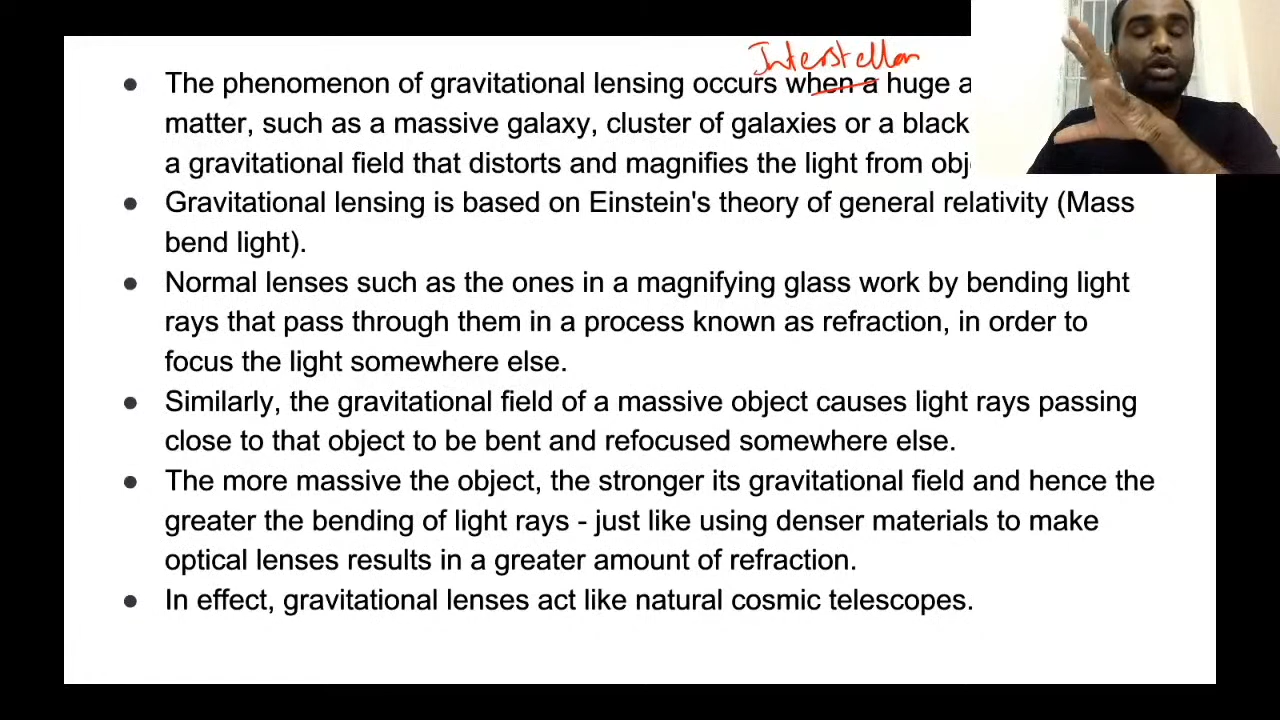 Interstellar
The phenomenon of gravitational lensing occurs when a huge a
matter, such as a massive galaxy, cluster of galaxies or a black
a gravitational field that distorts and magnifies the light from obj
Gravitational lensing is based on Einstein's theory of general relativity (Mass
bend light).
Normal lenses such as the ones in a magnifying glass work by bending light
rays that pass through them in a process known as refraction, in order to
focus the light somewhere else.
Similarly, the gravitational field of a massive object causes light rays passing
close to that object to be bent and refocused somewhere else.
The more massive the object, the stronger its gravitational field and hence the
greater the bending of light rays - just like using denser materials to make
optical lenses results in a greater amount of refraction.
In effect, gravitational lenses act like natural cosmic telescopes.